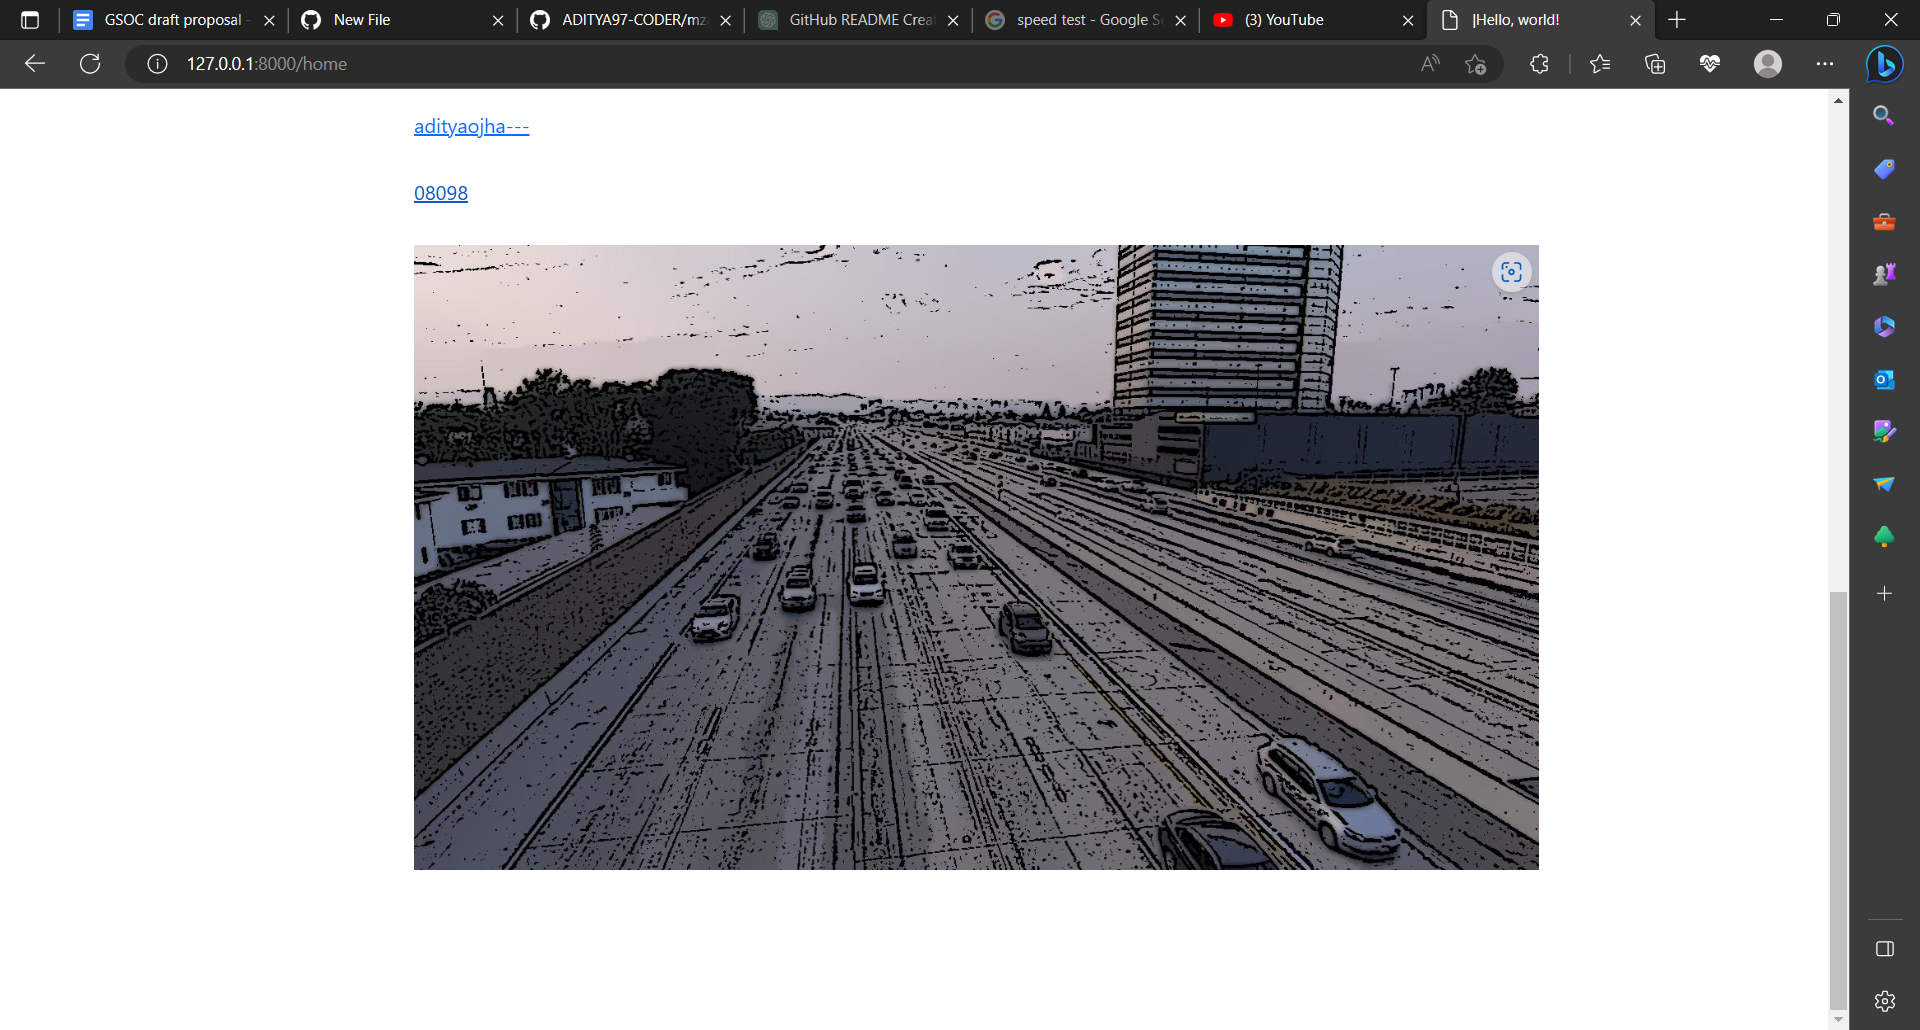 GSOC draft proposal -
New File
ADITYA97-CODER/mz
GitHub README Crea
speed test - Google Se
(3) YouTube
|Hello, world!
127.0.0.1:8000/home
adityaojha---
08098